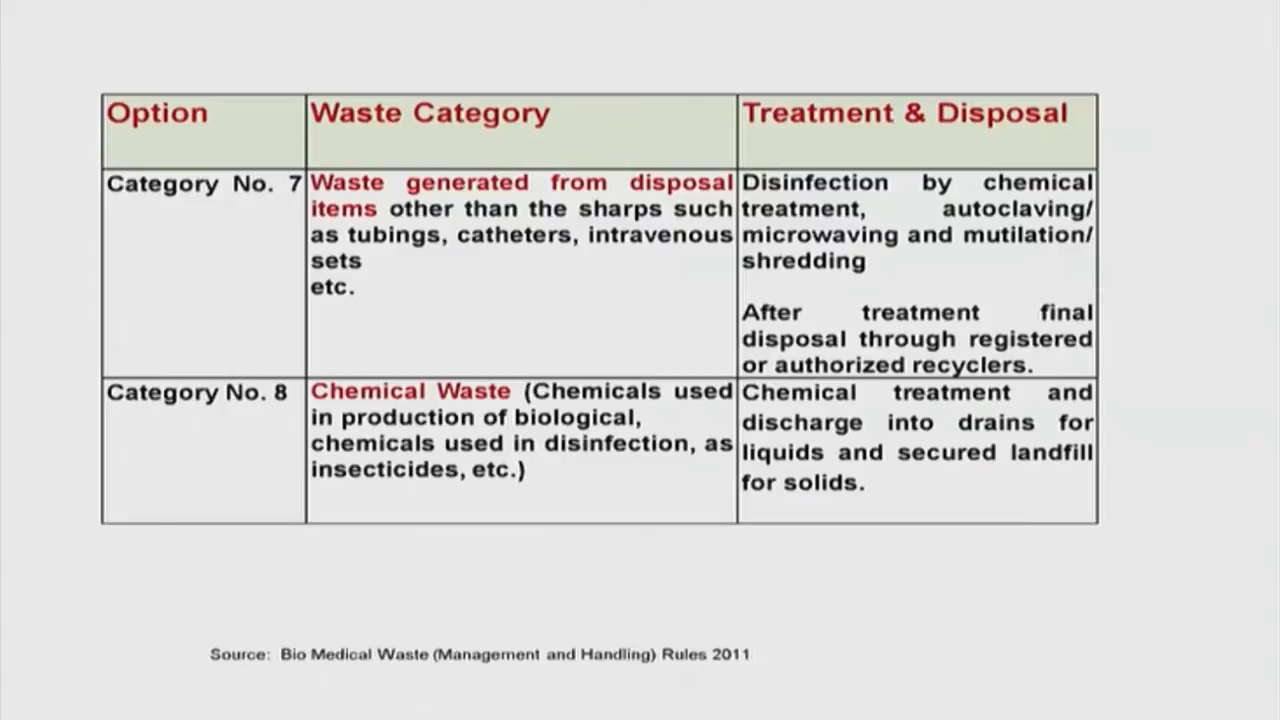 Option
Waste Category
Treatment & Disposal
Category No. 7
Waste generated from disposal
items other than the sharps such
as tubings, catheters, intravenous
sets
etc.
Disinfection by chemical
treatment, autoclaving/
microwaving and mutilation/
shredding
After treatment final
disposal through registered
or authorized recyclers.
Category No. 8
Chemical Waste (Chemicals used
in production of biological,
chemicals used in disinfection, as
insecticides, etc.)
Chemical treatment and
discharge into drains for
liquids and secured landfill
for solids.
Source: Bio Medical Waste (Management and Handling) Rules 2011